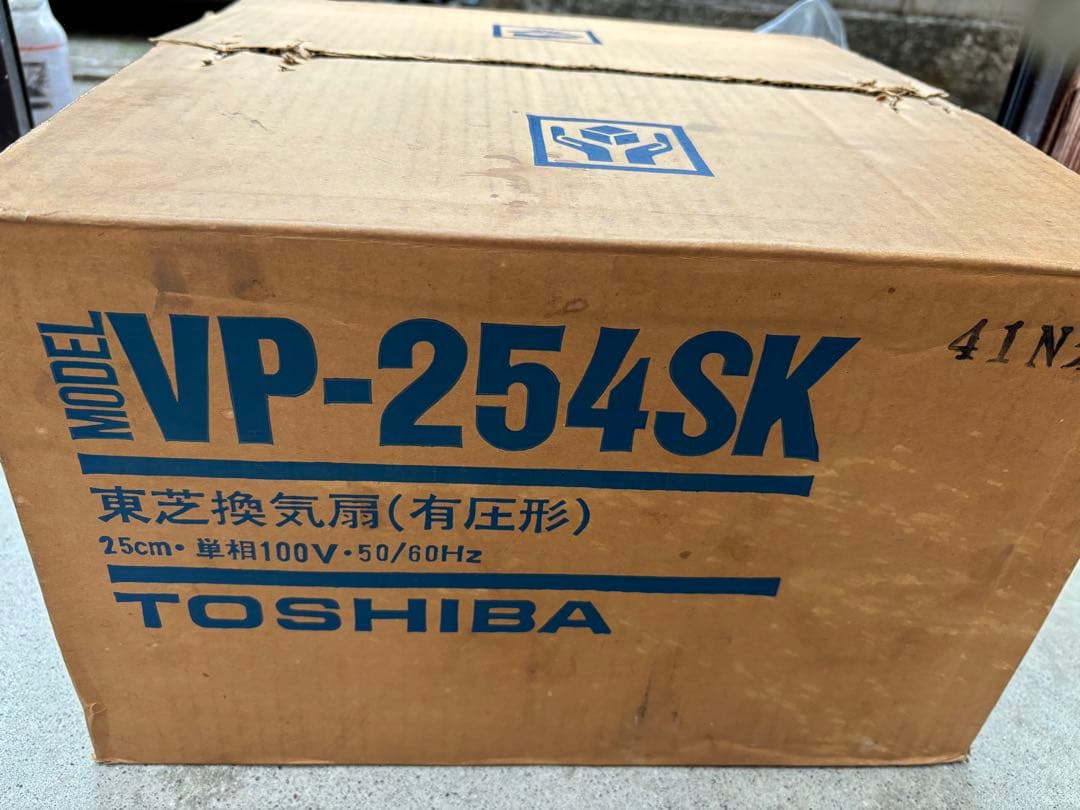 MODEL
VP-254SK
41N
東芝換気扇(有圧形)
25cm・単相100V・50/60Hz
TOSHIBA